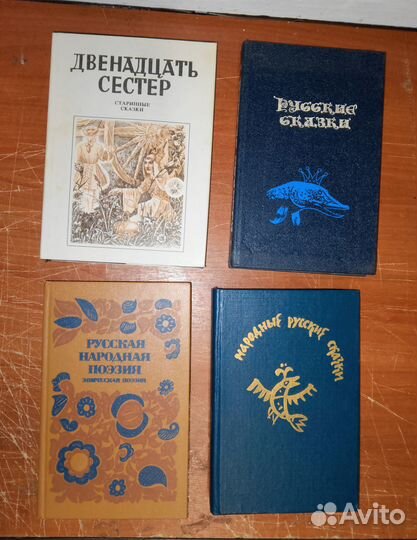 ДВЕНАДЦАТЬ
СЕСТЕР
СТАРИННЫЕ
СКАЗКИ
РУССКИЕ
СКАЗКИ
РУССКАЯ
НАРОДНАЯ
ПОЭЗИЯ
ЭПИЧЕСКАЯ ПОЭЗИЯ
НАРОДНЫЕ РУССКИЕ СКАЗКИ
Avito